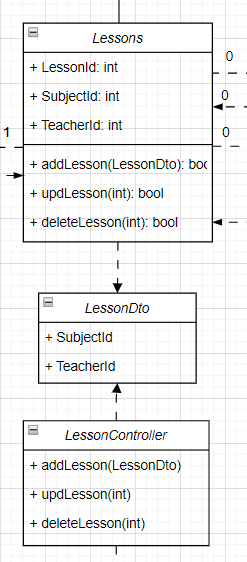 Lessons
+ LessonId: int
0
+ SubjectId: int
0
+ TeacherId: int
1
0
+ addLesson(LessonDto): boo
+ updLesson(int): bool
+ deleteLesson(int): bool
LessonDto
+ SubjectId
+ TeacherId
LessonController
+ addLesson(LessonDto)
+ updLesson(int)
+ deleteLesson(int)